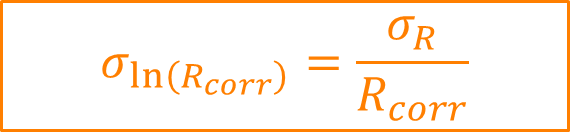 σ_ln(R_corr) = σ_R / R_corr